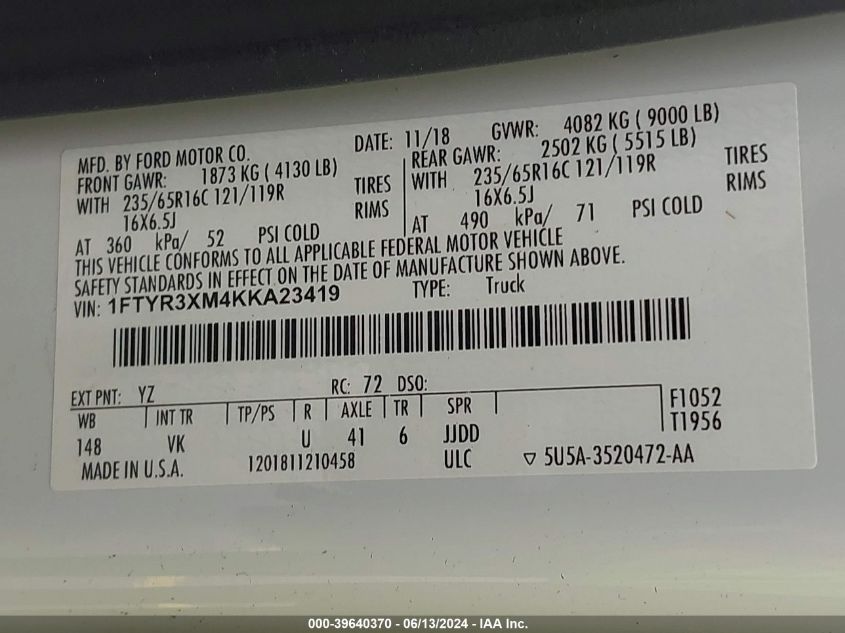 MFD. BY FORD MOTOR CO. DATE: 11/18 GVWR: 4082 KG ( 9000 LB)
FRONT GAWR: 1873 KG ( 4130 LB) REAR GAWR: 2502 KG ( 5515 LB)
WITH 235/65R16C 121/119R TIRES WITH 235/65R16C 121/119R TIRES
16X6.5J RIMS 16X6.5J RIMS
AT 360 kPa/ 52 PSI COLD AT 490 kPa/ 71 PSI COLD
THIS VEHICLE CONFORMS TO ALL APPLICABLE FEDERAL MOTOR VEHICLE
SAFETY STANDARDS IN EFFECT ON THE DATE OF MANUFACTURE SHOWN ABOVE.
VIN: 1FTYR3XM4KKA23419 TYPE: Truck
EXT PNT: YZ RC: 72 DSO:
WB INT TR TP/PS R AXLE TR SPR F1052
148 VK U 41 6 JJDD T1956
MADE IN U.S.A. 1201811210458 ULC ▽ 5U5A-3520472-AA
000-39640370 - 06/13/2024 - IAA Inc.